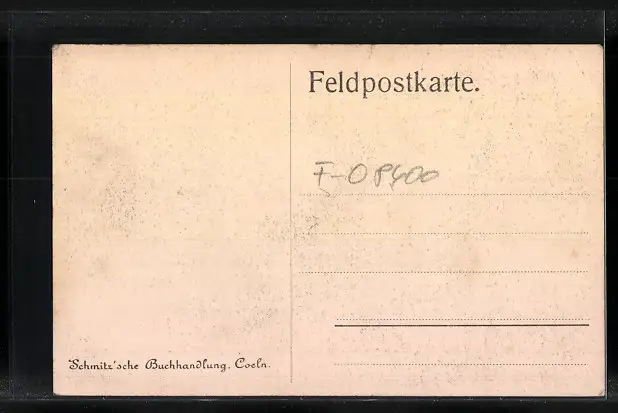 Feldpostkarte.
F-08400
Schmitz'sche Buchhandlung, Coeln.